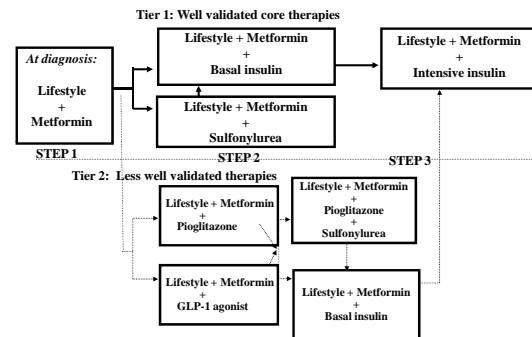 Tier 1: Well validated core therapies
At diagnosis:
Lifestyle
+
Metformin
Lifestyle + Metformin
+
Basal insulin
Lifestyle + Metformin
+
Intensive insulin
Lifestyle + Metformin
+
Sulfonylurea
STEP 1
STEP 2
STEP 3
Tier 2: Less well validated therapies
Lifestyle + Metformin
+
Pioglitazone
Lifestyle + Metformin
+
Pioglitazone
+
Sulfonylurea
Lifestyle + Metformin
+
GLP-1 agonist
Lifestyle + Metformin
+
Basal insulin